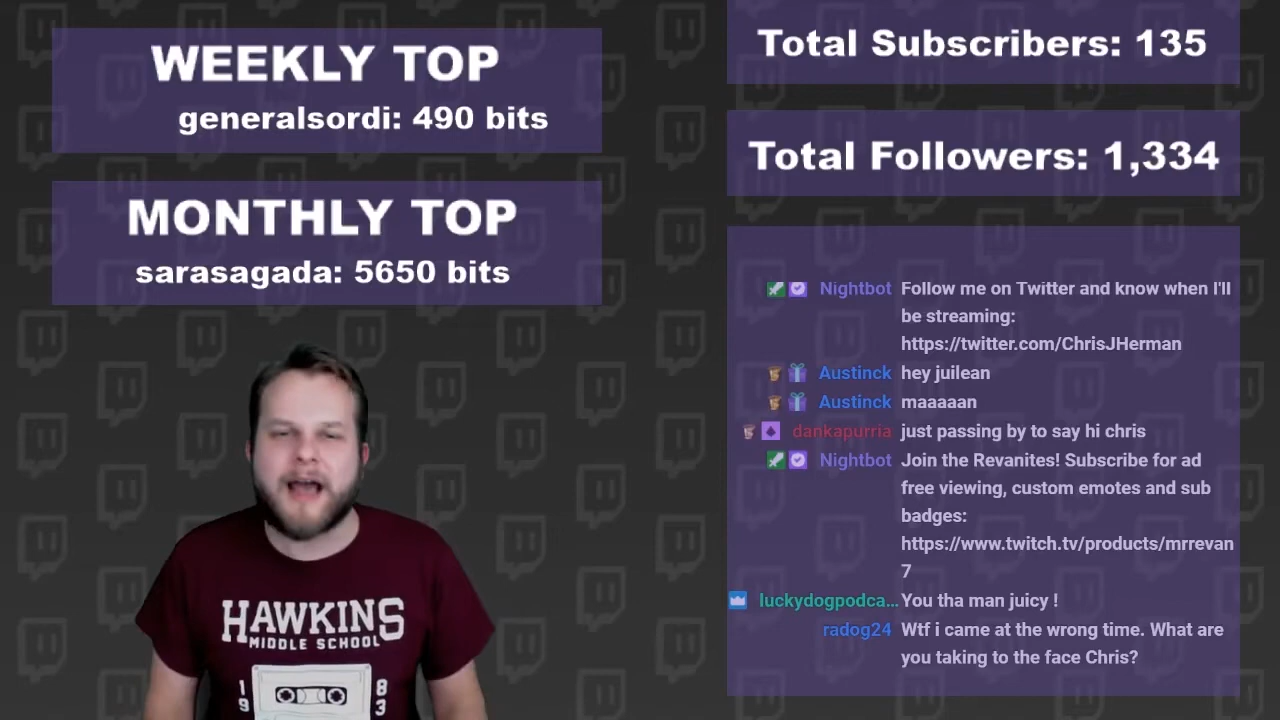 WEEKLY TOP
generalsordi: 490 bits
MONTHLY TOP
sarasagada: 5650 bits
HAWKINS
MIDDLE SCHOOL
19 83
Total Subscribers: 135
Total Followers: 1,334
Nightbot Follow me on Twitter and know when I'll
be streaming:
https://twitter.com/ChrisJHerman
Austinck hey juilean
Austinck maaaaan
dankapurria just passing by to say hi chris
Nightbot Join the Revanites! Subscribe for ad
free viewing, custom emotes and sub
badges:
https://www.twitch.tv/products/mrrevan
7
luckydogpodca... You tha man juicy !
radog24 Wtf i came at the wrong time. What are
you taking to the face Chris?